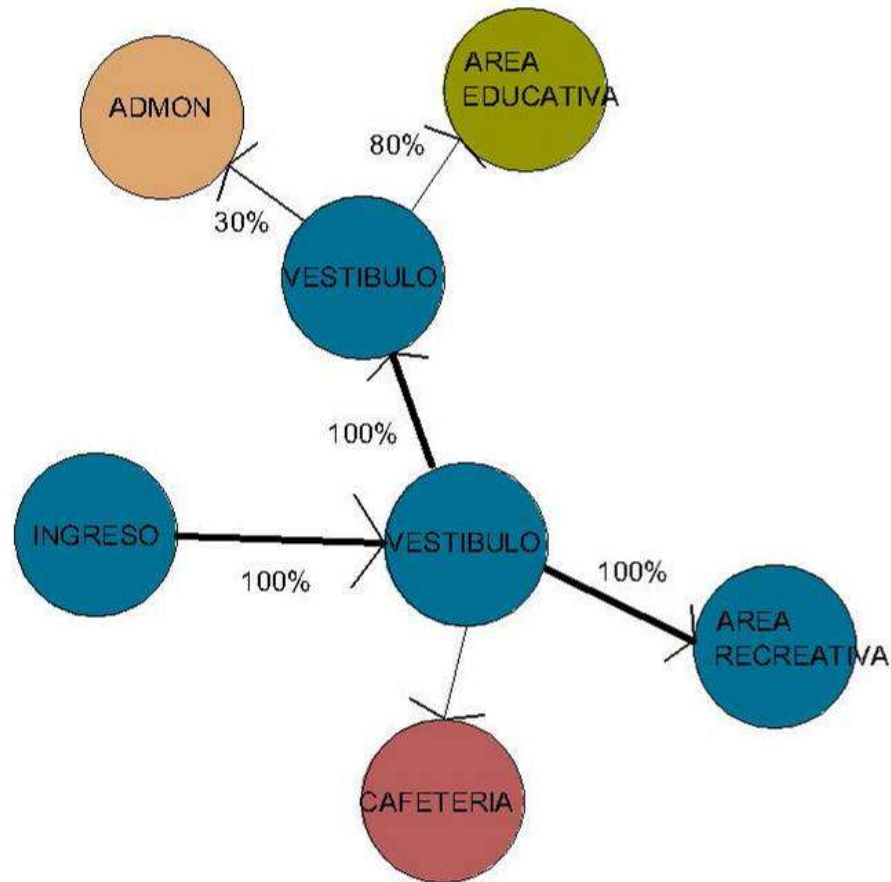 AREA
EDUCATIVA
ADMON
80%
30%
VESTIBULO
100%
INGRESO
VESTIBULO
100%
100%
AREA
RECREATIVA
CAFETERIA